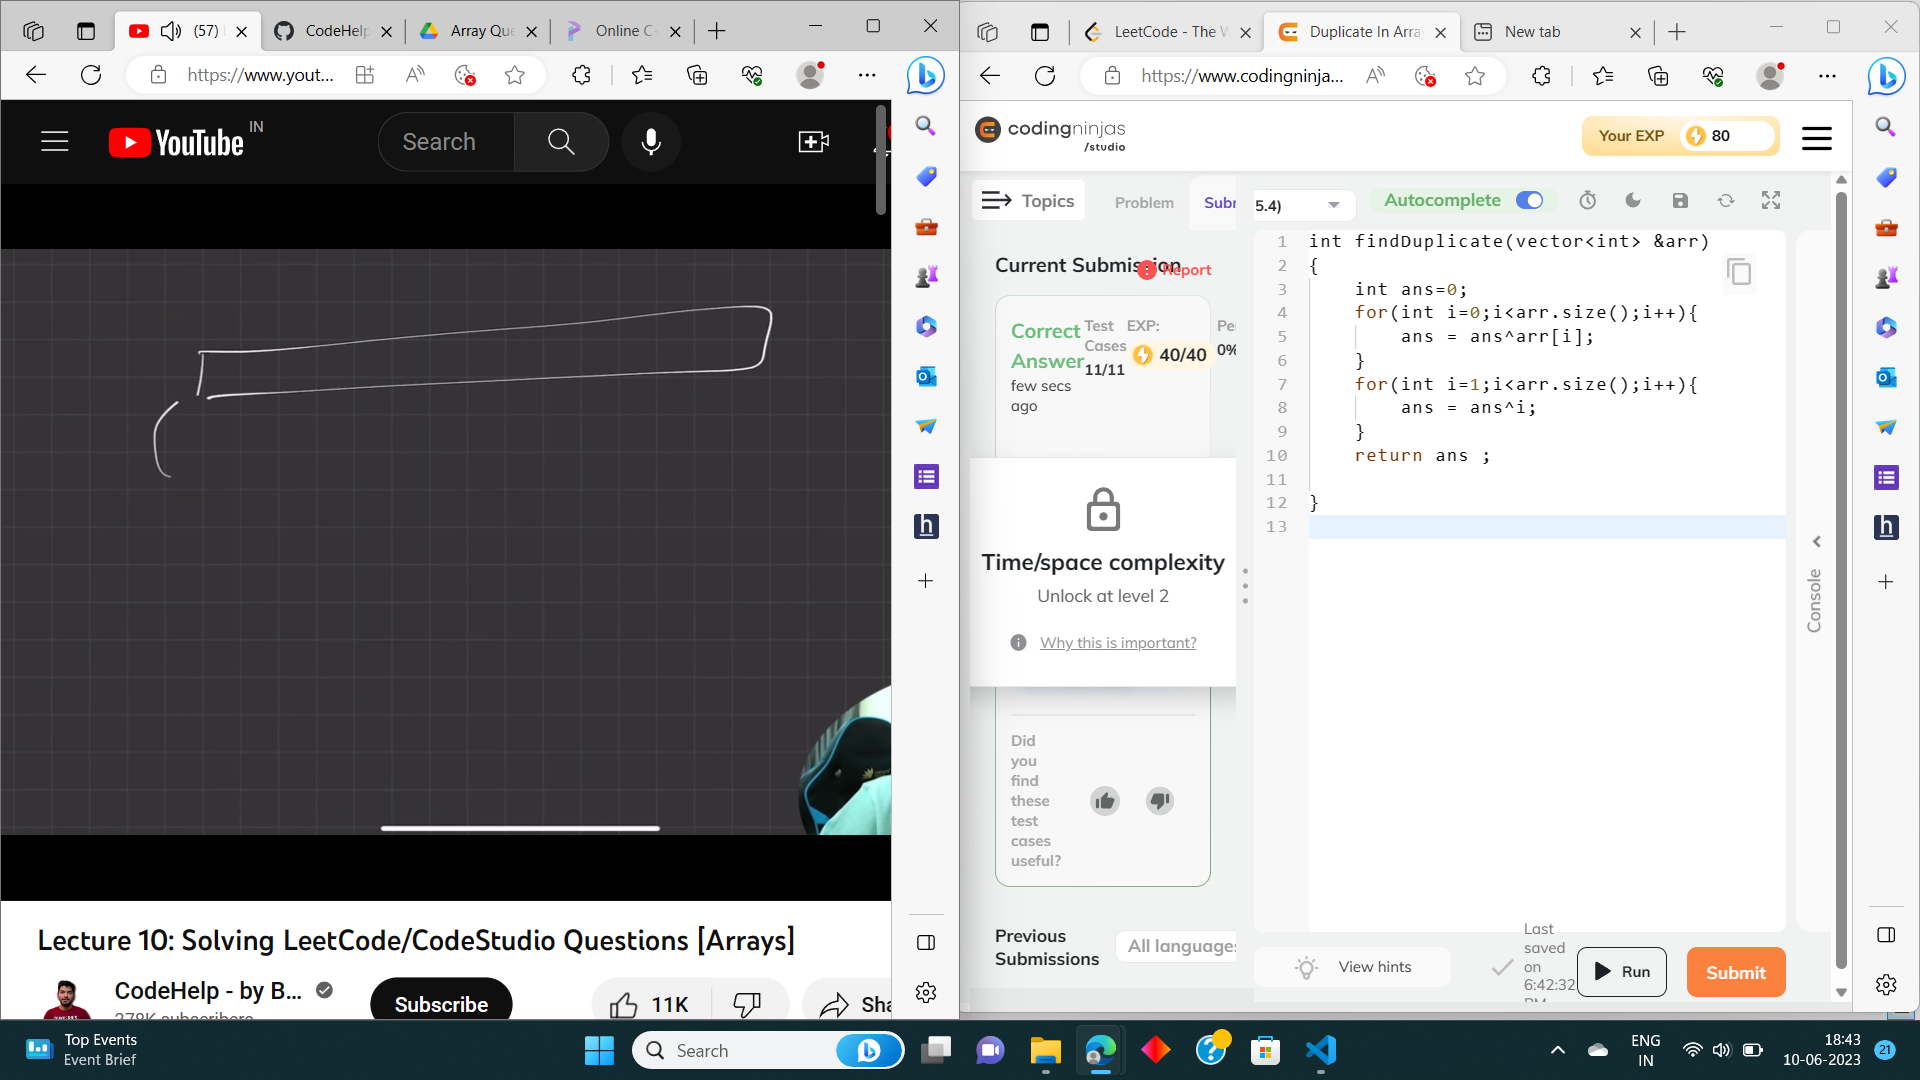 (57)
CodeHelp
Array Que
Online C
https://www.yout...
YouTube IN
Search
Lecture 10: Solving LeetCode/CodeStudio Questions [Arrays]
CodeHelp - by B...
278K subscribers
Subscribe
11K
Sha
LeetCode - The W
Duplicate In Array
New tab
https://www.codingninja...
codingninjas
/studio
Your EXP 80
Topics
Problem
Subm
5.4)
Autocomplete
Current Submission
Report
Correct Answer
few secs ago
Test Cases
11/11
EXP:
40/40
Pe
0%
Time/space complexity
Unlock at level 2
Why this is important?
Did you find these test cases useful?
Previous Submissions
All languages
1 int findDuplicate(vector<int> &arr)
2 {
3 int ans=0;
4 for(int i=0;i<arr.size();i++){
5 ans = ans^arr[i];
6 }
7 for(int i=1;i<arr.size();i++){
8 ans = ans^i;
9 }
10 return ans ;
11
12 }
13
Console
View hints
Last saved on 6:42:32 PM
Run
Submit
Top Events
Event Brief
Search
ENG
IN
18:43
10-06-2023
21